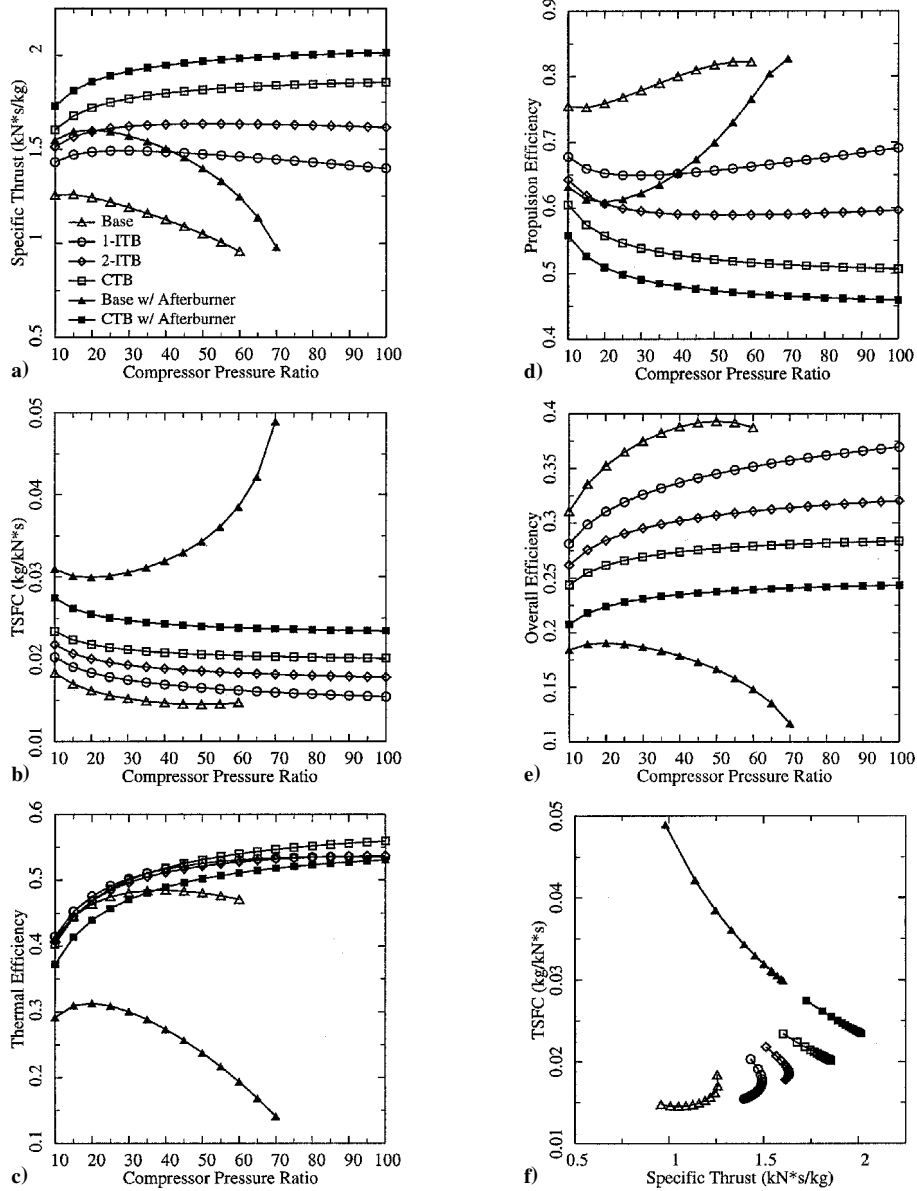 Specific Thrust (kN*s/kg)
0.5 1 1.5 2
Base
1-ITB
2-ITB
CTB
Base w/ Afterburner
CTB w/ Afterburner
10 20 30 40 50 60 70 80 90 100
a) Compressor Pressure Ratio
Propulsion Efficiency
0.4 0.5 0.6 0.7 0.8 0.9
10 20 30 40 50 60 70 80 90 100
d) Compressor Pressure Ratio
TSFC (kg/kN*s)
0.01 0.02 0.03 0.04 0.05
10 20 30 40 50 60 70 80 90 100
b) Compressor Pressure Ratio
Overall Efficiency
0.1 0.15 0.2 0.25 0.3 0.35 0.4
10 20 30 40 50 60 70 80 90 100
e) Compressor Pressure Ratio
Thermal Efficiency
0.1 0.2 0.3 0.4 0.5 0.6
10 20 30 40 50 60 70 80 90 100
c) Compressor Pressure Ratio
TSFC (kg/kN*s)
0.01 0.02 0.03 0.04 0.05
0.5 1 1.5 2
f) Specific Thrust (kN*s/kg)